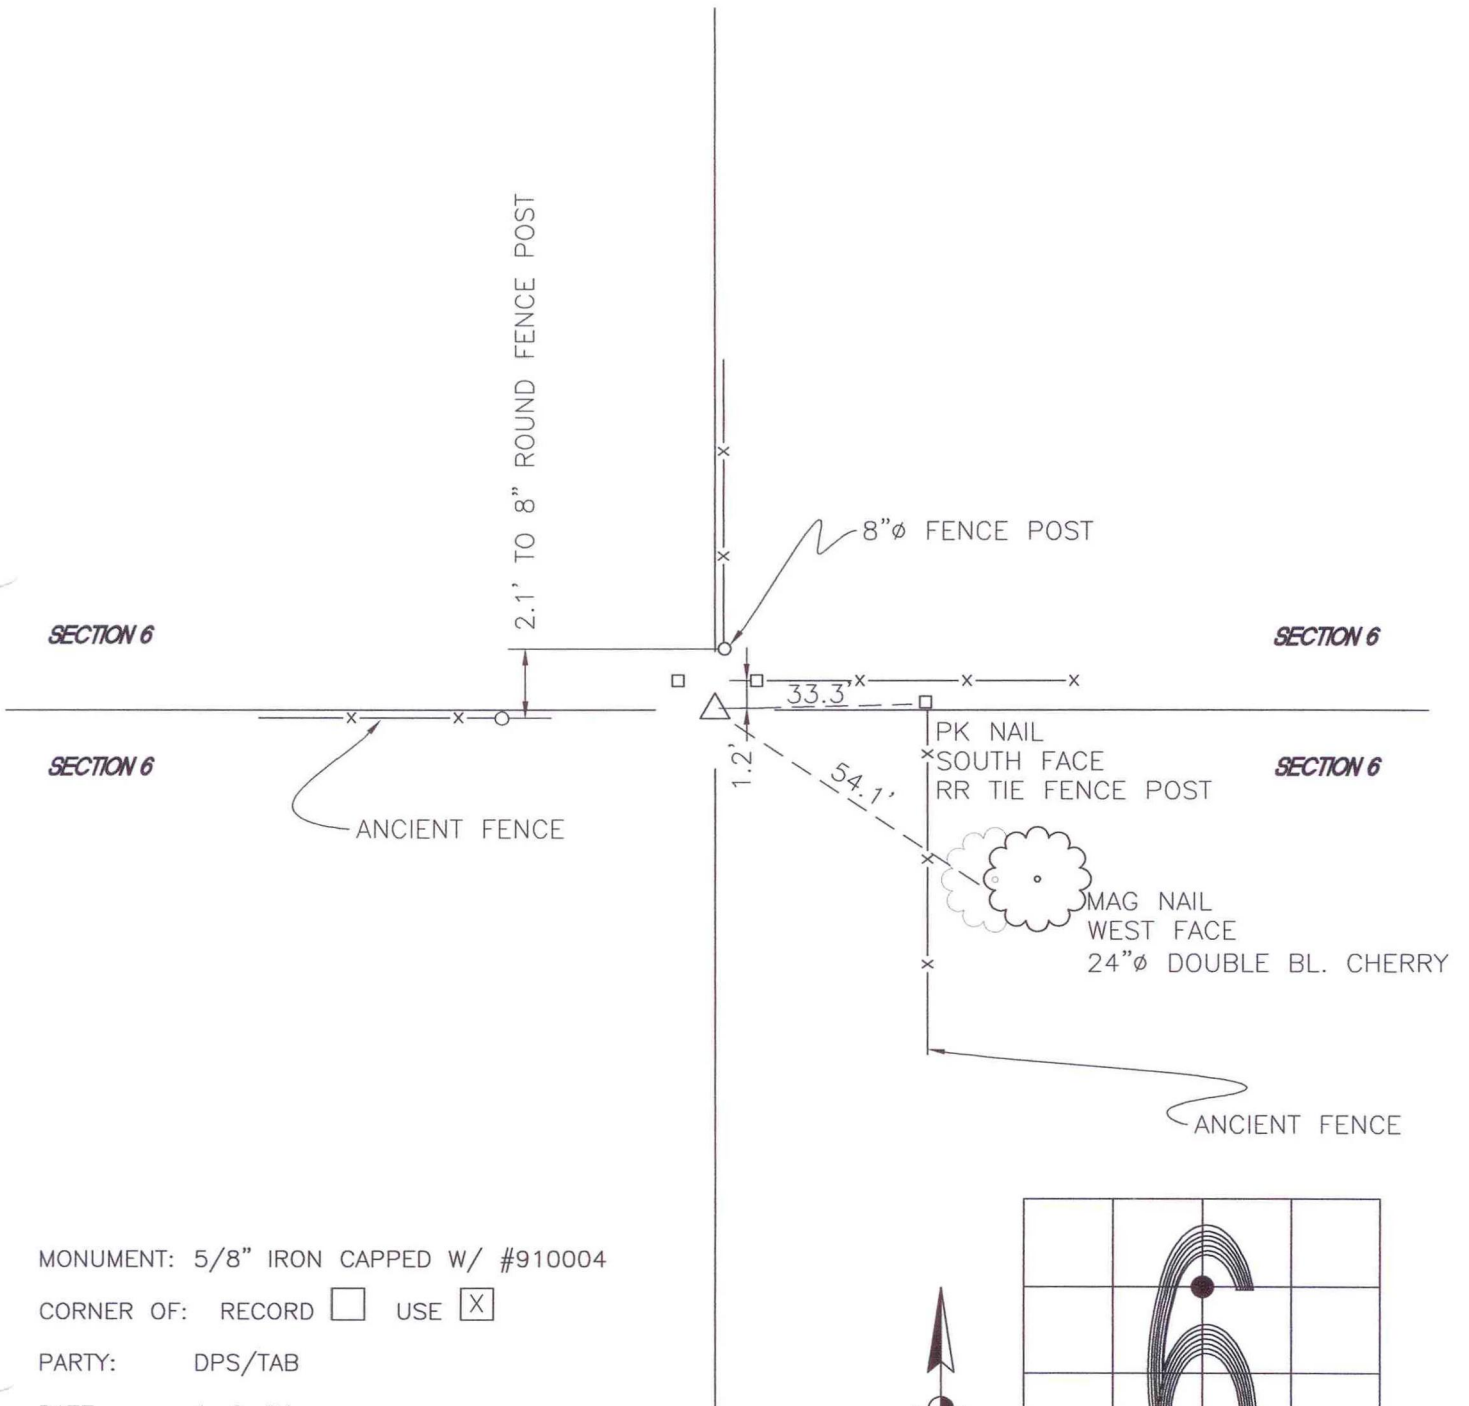 2.1' TO 8" ROUND FENCE POST
8"ø FENCE POST
SECTION 6
SECTION 6
33.3'
1.2'
54.1'
PK NAIL
SOUTH FACE
RR TIE FENCE POST
SECTION 6
SECTION 6
ANCIENT FENCE
MAG NAIL
WEST FACE
24"ø DOUBLE BL. CHERRY
ANCIENT FENCE
MONUMENT: 5/8" IRON CAPPED W/ #910004
CORNER OF: RECORD USE X
PARTY: DPS/TAB
6